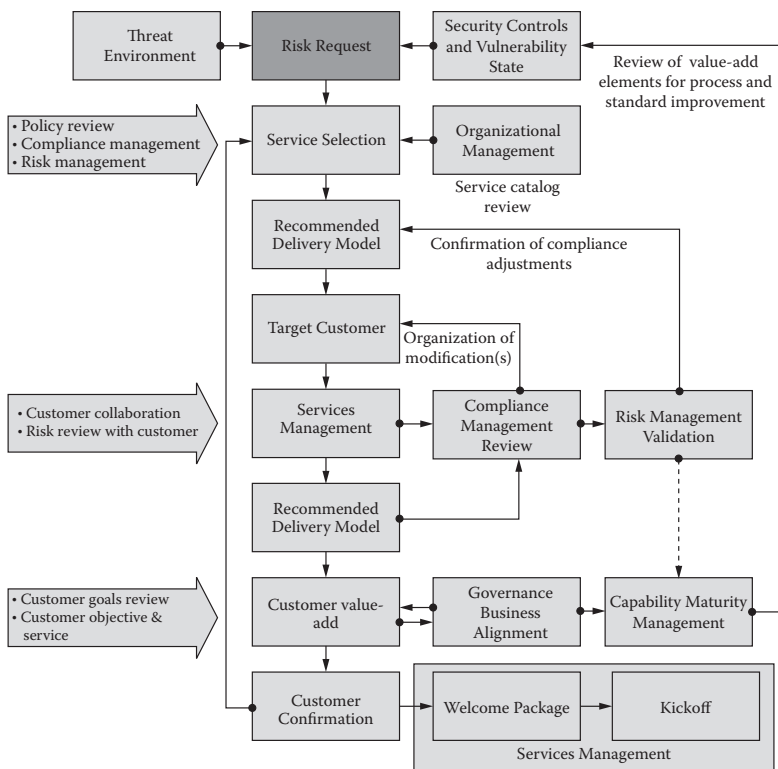 Threat
Environment
Risk Request
Security Controls
and Vulnerability
State
Review of value-add
elements for process and
standard improvement
• Policy review
• Compliance management
• Risk management
Service Selection
Organizational
Management
Service catalog
review
Recommended
Delivery Model
Confirmation of compliance
adjustments
Target Customer
Organization of
modification(s)
• Customer collaboration
• Risk review with customer
Services
Management
Compliance
Management
Review
Risk Management
Validation
Recommended
Delivery Model
• Customer goals review
• Customer objective &
service
Customer value-
add
Governance
Business
Alignment
Capability Maturity
Management
Customer
Confirmation
Welcome Package
Kickoff
Services Management